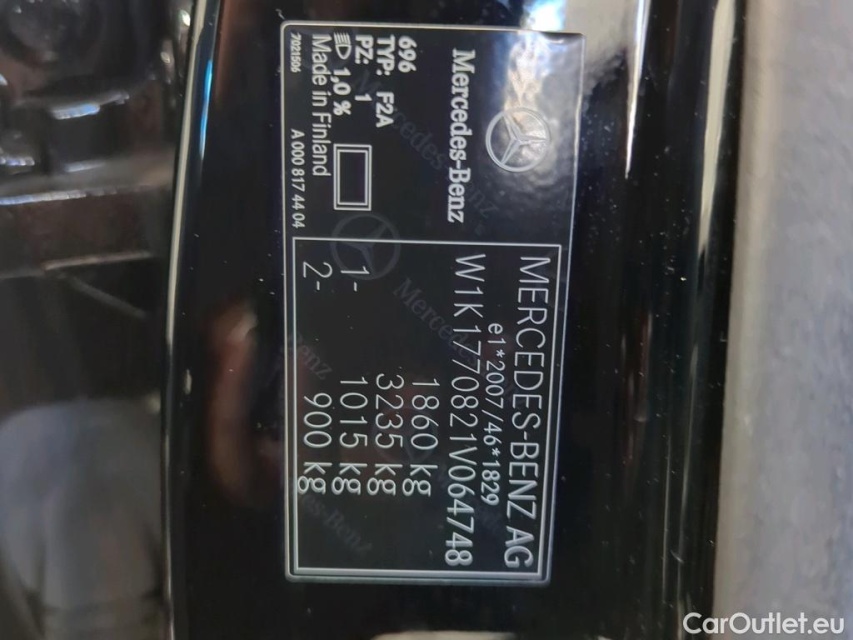 Mercedes-Benz
696
TYP: F2A
PZ: 1
1,0 %
Made in Finland
7021506
A 000 817 44 04
MERCEDES-BENZ AG
e1*2007/46*1829
W1K1770821V064748
1860 kg
3235 kg
1- 1015 kg
2- 900 kg
CarOutlet.eu